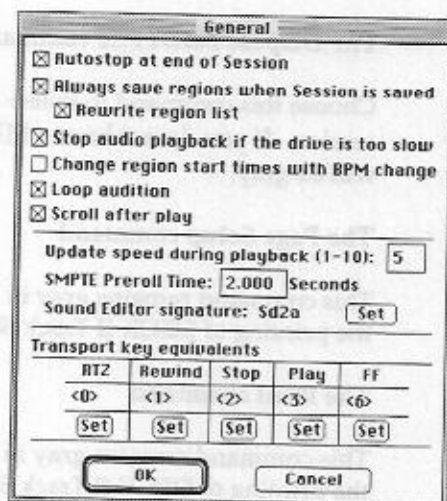 General
Autostop at end of Session
Always save regions when Session is saved
Rewrite region list
Stop audio playback if the drive is too slow
Change region start times with BPM change
Loop audition
Scroll after play
Update speed during playback (1-10): 5
SMPTE Preroll Time: 2.000 Seconds
Sound Editor signature: Sd2a Set
Transport key equivalents
RTZ Rewind Stop Play FF
<0> <1> <2> <3> <6>
Set Set Set Set Set
OK Cancel